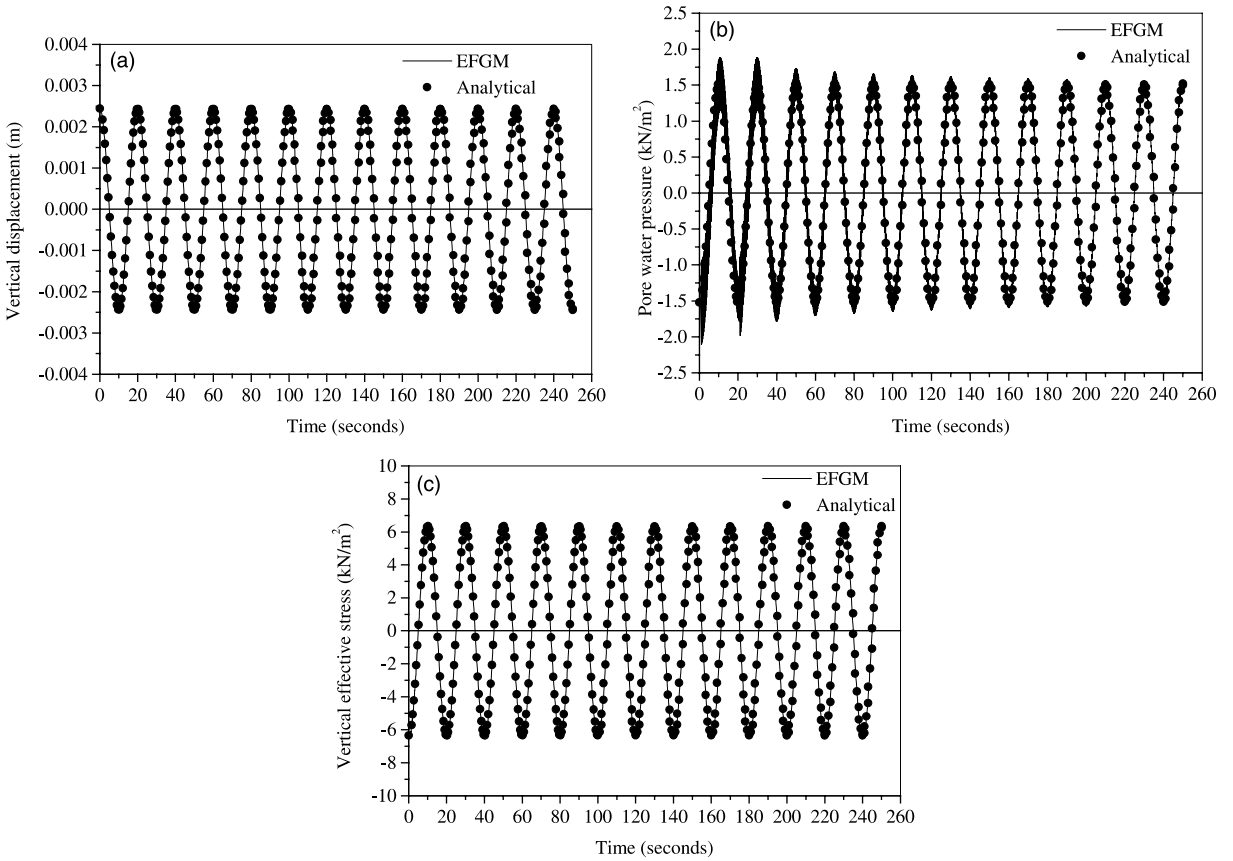 (a)
EFGM
Analytical
Vertical displacement (m)
0.004
0.003
0.002
0.001
0.000
-0.001
-0.002
-0.003
-0.004
0 20 40 60 80 100 120 140 160 180 200 220 240 260
Time (seconds)
(b)
EFGM
Analytical
Pore water pressure (kN/m²)
2.5
2.0
1.5
1.0
0.5
0.0
-0.5
-1.0
-1.5
-2.0
-2.5
0 20 40 60 80 100 120 140 160 180 200 220 240 260
Time (seconds)
(c)
EFGM
Analytical
Vertical effective stress (kN/m²)
10
8
6
4
2
0
-2
-4
-6
-8
-10
0 20 40 60 80 100 120 140 160 180 200 220 240 260
Time (seconds)